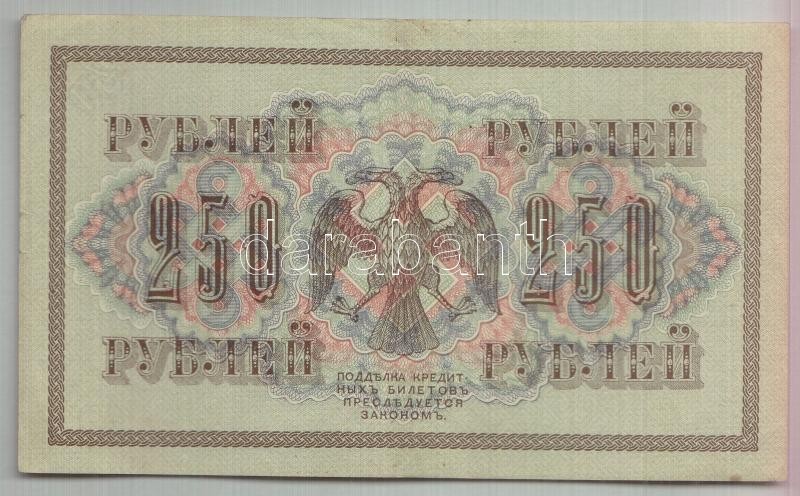 РУБЛЕЙ РУБЛЕЙ
250 250
darabanth
РУБЛЕЙ РУБЛЕЙ
ПОДДѢЛКА КРЕДИТ-
НЫХЪ БИЛЕТОВЪ
ПРЕСЛѢДУЕТСЯ
ЗАКОНОМЪ.